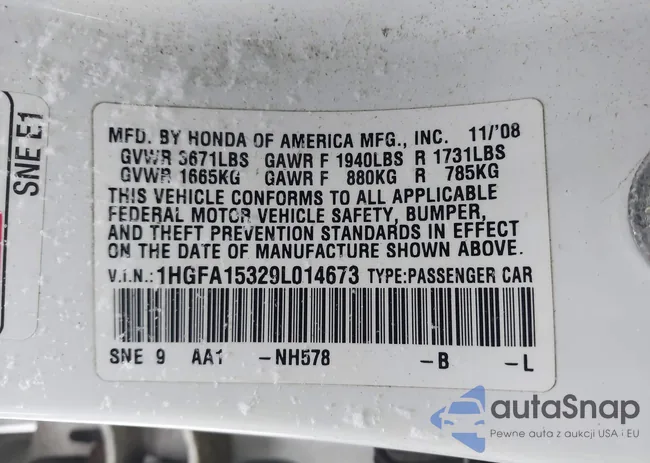 SNE E1
MFD. BY HONDA OF AMERICA MFG., INC. 11/'08
GVWR 3671LBS GAWR F 1940LBS R 1731LBS
GVWR 1665KG GAWR F 880KG R 785KG
THIS VEHICLE CONFORMS TO ALL APPLICABLE
FEDERAL MOTOR VEHICLE SAFETY, BUMPER,
AND THEFT PREVENTION STANDARDS IN EFFECT
ON THE DATE OF MANUFACTURE SHOWN ABOVE.
V.I.N.: 1HGFA15329L014673 TYPE:PASSENGER CAR
SNE 9 AA1 -NH578 -B -L
autoSnap
Pewne auta z aukcji USA i EU